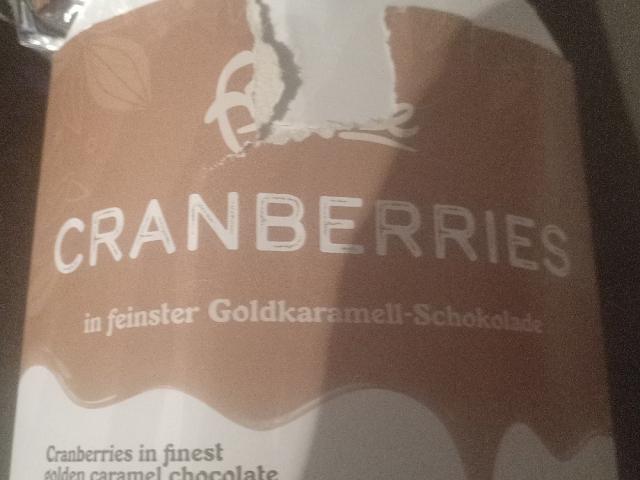 CRANBERRIES
in feinster Goldkaramell-Schokolade
Cranberries in finest
golden caramel chocolate